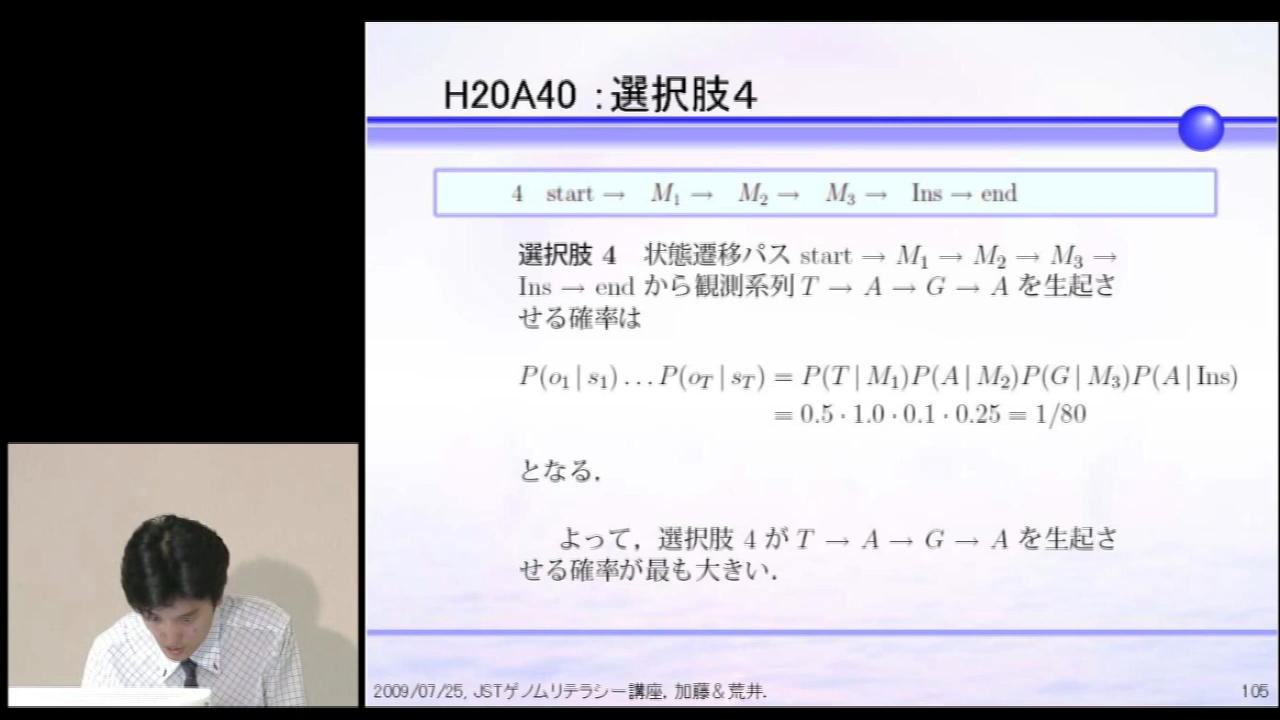 H20A40 :選択肢4
4 start → M₁ → M₂ → M₃ → Ins → end
選択肢 4 状態遷移パス start → M₁ → M₂ → M₃ →
Ins → end から観測系列 T → A → G → A を生起さ
せる確率は
P(o₁ | s₁) … P(o_T | s_T) = P(T | M₁)P(A | M₂)P(G | M₃)P(A | Ins)
= 0.5 · 1.0 · 0.1 · 0.25 = 1/80
となる.
よって, 選択肢 4 が T → A → G → A を生起さ
せる確率が最も大きい.
2009/07/25, JSTゲノムリテラシー講座. 加藤&荒井.
105